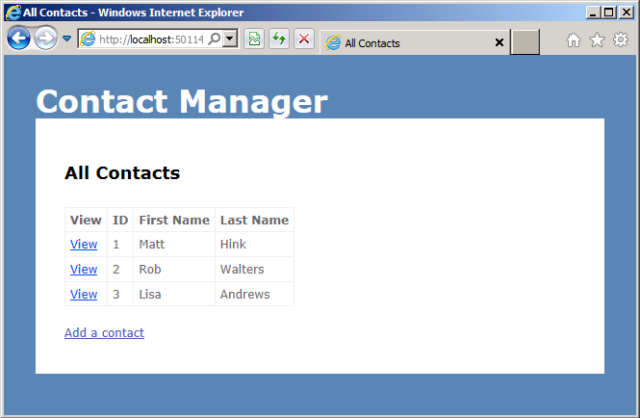 All Contacts - Windows Internet Explorer
http://localhost:50114
All Contacts
Contact Manager
All Contacts
View ID First Name Last Name
View 1 Matt Hink
View 2 Rob Walters
View 3 Lisa Andrews
Add a contact